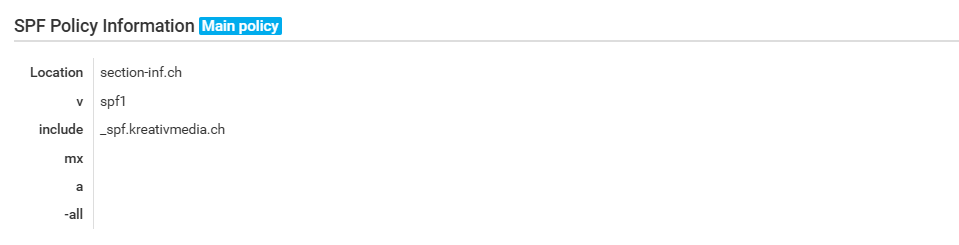 SPF Policy Information Main policy
Location section-inf.ch
v spf1
include _spf.kreativmedia.ch
mx
a
-all